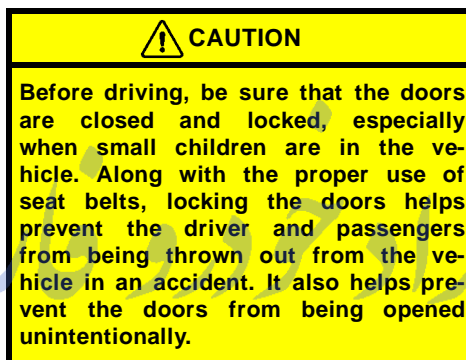 CAUTION
Before driving, be sure that the doors
are closed and locked, especially
when small children are in the ve-
hicle. Along with the proper use of
seat belts, locking the doors helps
prevent the driver and passengers
from being thrown out from the ve-
hicle in an accident. It also helps pre-
vent the doors from being opened
unintentionally.